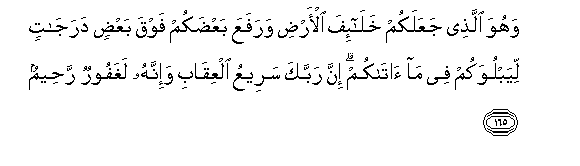 وَهُوَ ٱلَّذِى جَعَلَكُمْ خَلَـٰٓئِفَ ٱلْأَرْضِ وَرَفَعَ بَعْضَكُمْ فَوْقَ بَعْضٍ دَرَجَـٰتٍ
لِّيَبْلُوَكُمْ فِى مَآ ءَاتَىٰكُمْ ۗ إِنَّ رَبَّكَ سَرِيعُ ٱلْعِقَابِ وَإِنَّهُۥ لَغَفُورٌ رَّحِيمٌۢ
١٦٥